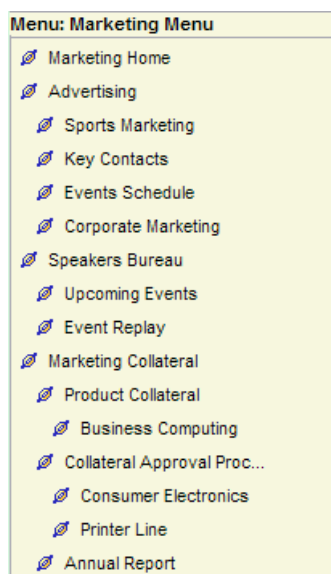 Menu: Marketing Menu
Marketing Home
Advertising
Sports Marketing
Key Contacts
Events Schedule
Corporate Marketing
Speakers Bureau
Upcoming Events
Event Replay
Marketing Collateral
Product Collateral
Business Computing
Collateral Approval Proc...
Consumer Electronics
Printer Line
Annual Report